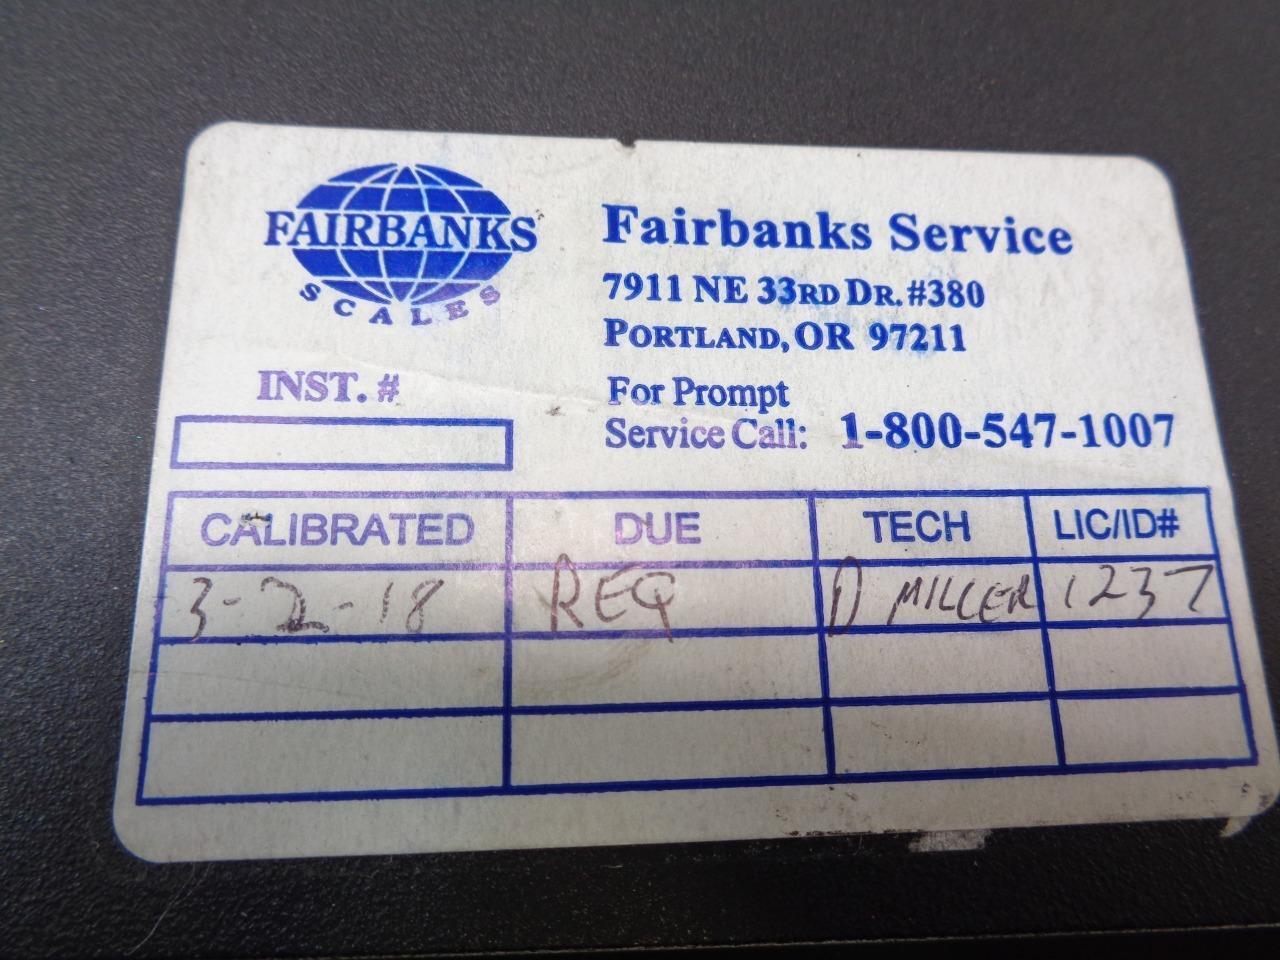 FAIRBANKS
SCALES
Fairbanks Service
7911 NE 33RD DR. #380
PORTLAND, OR 97211
INST. #
For Prompt
Service Call: 1-800-547-1007
CALIBRATED DUE TECH LIC/ID#
3-2-18 REQ D MILLER 1237